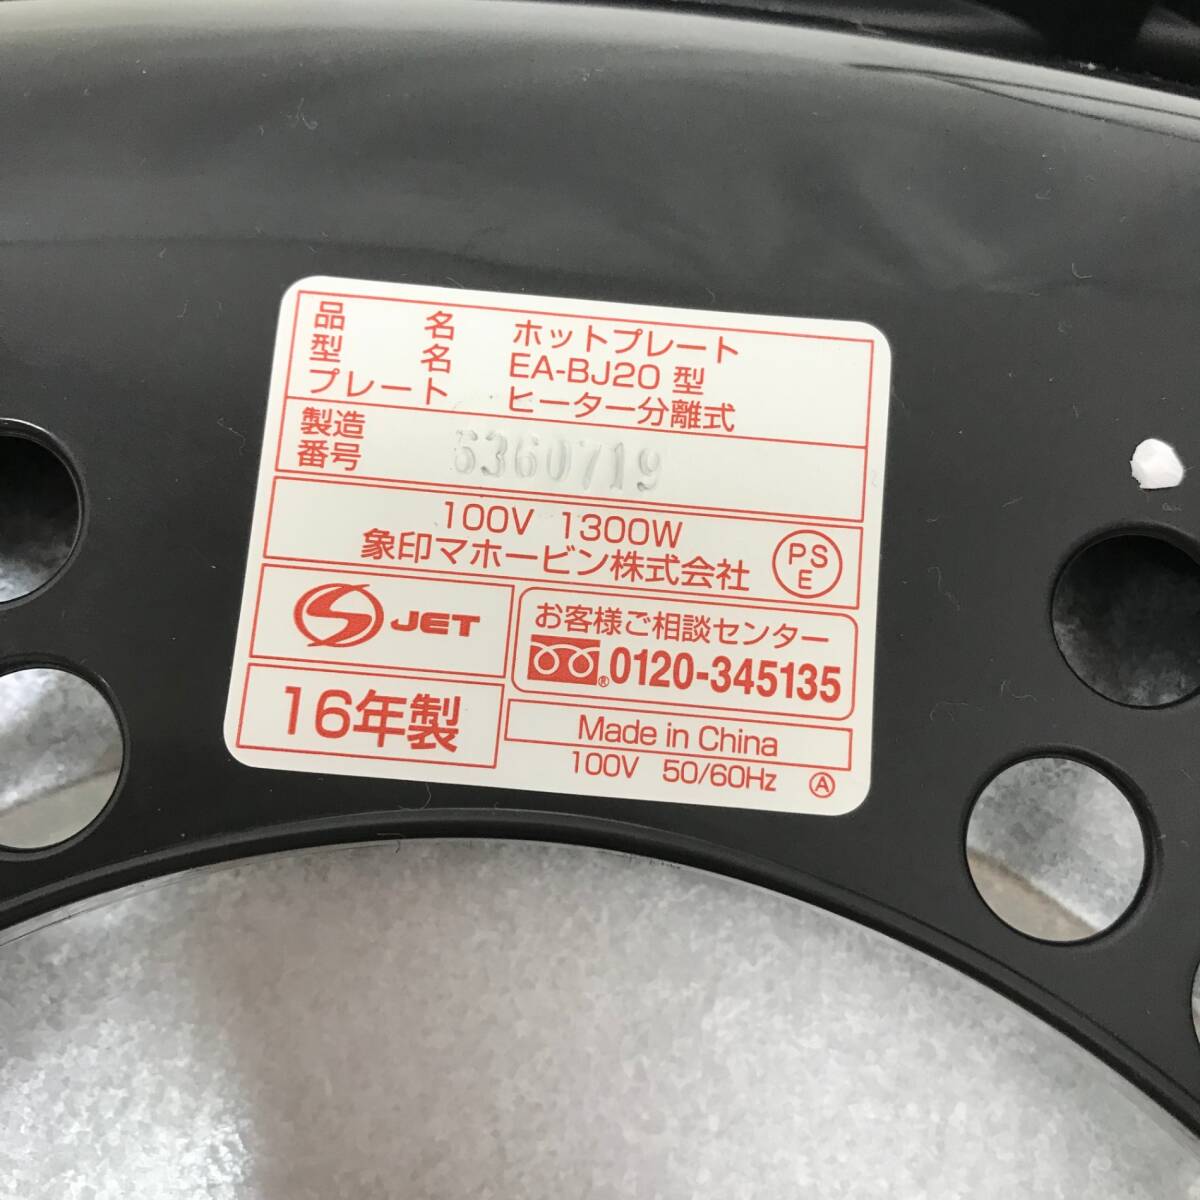 品名 ホットプレート
型名 EA-BJ20 型
プレート ヒーター分離式
製造番号 6360719
100V 1300W
象印マホービン株式会社
PS
E
S JET
お客様ご相談センター
® 0120-345135
16年製
Made in China
100V 50/60Hz Ⓐ